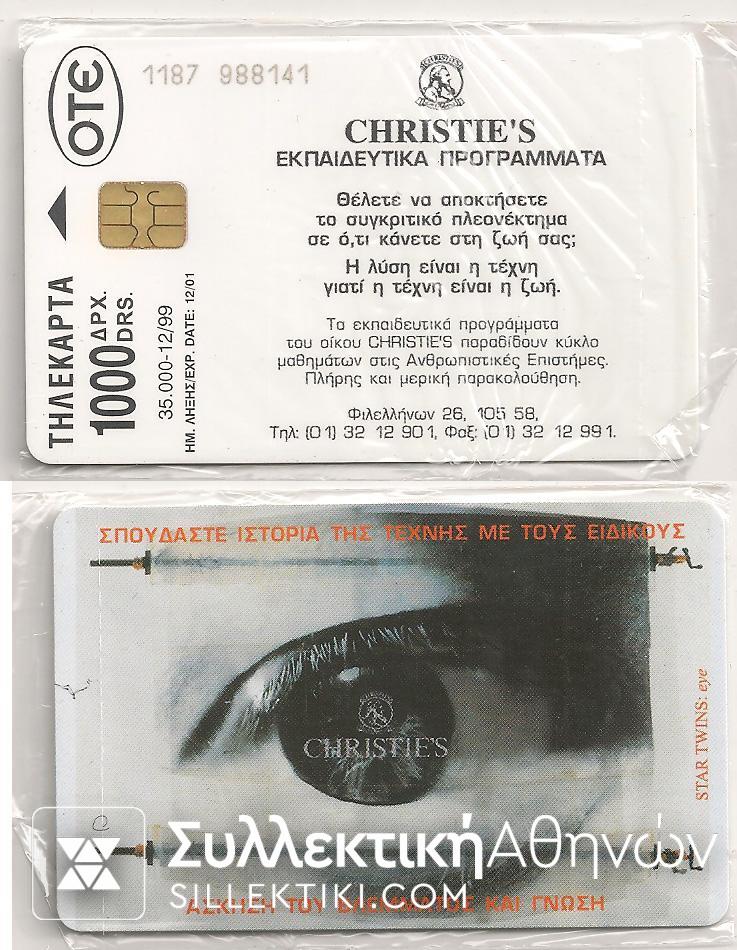 OTE
1187 988141
CHRISTIE'S
ΕΚΠΑΙΔΕΥΤΙΚΑ ΠΡΟΓΡΑΜΜΑΤΑ
Θέλετε να αποκτήσετε
το συγκριτικό πλεονέκτημα
σε ό,τι κάνετε στη ζωή σας;
Η λύση είναι η τέχνη
γιατί η τέχνη είναι η ζωή.
Τα εκπαιδευτικά προγράμματα
του οίκου CHRISTIE'S παραδίδουν κύκλο
μαθημάτων στις Ανθρωπιστικές Επιστήμες.
Πλήρης και μερική παρακολούθηση.
Φιλελλήνων 26, 105 58,
Τηλ: (01) 32 12 901, Φαξ: (01) 32 12 991.
ΤΗΛΕΚΑΡΤΑ
1000 ΔΡΧ. DRS.
35.000-12/99
ΗΜ. ΛΗΞΗΣ/EXP. DATE: 12/01
ΣΠΟΥΔΑΣΤΕ ΙΣΤΟΡΙΑ ΤΗΣ ΤΕΧΝΗΣ ΜΕ ΤΟΥΣ ΕΙΔΙΚΟΥΣ
CHRISTIE'S
STAR TWINS: eye
ΣυλλεκτικήΑθηνών
SILLEKTIKI.COM
ΑΣΚΗΣΗ ΤΟΥ ΒΛΕΜΜΑΤΟΣ ΚΑΙ ΓΝΩΣΗ